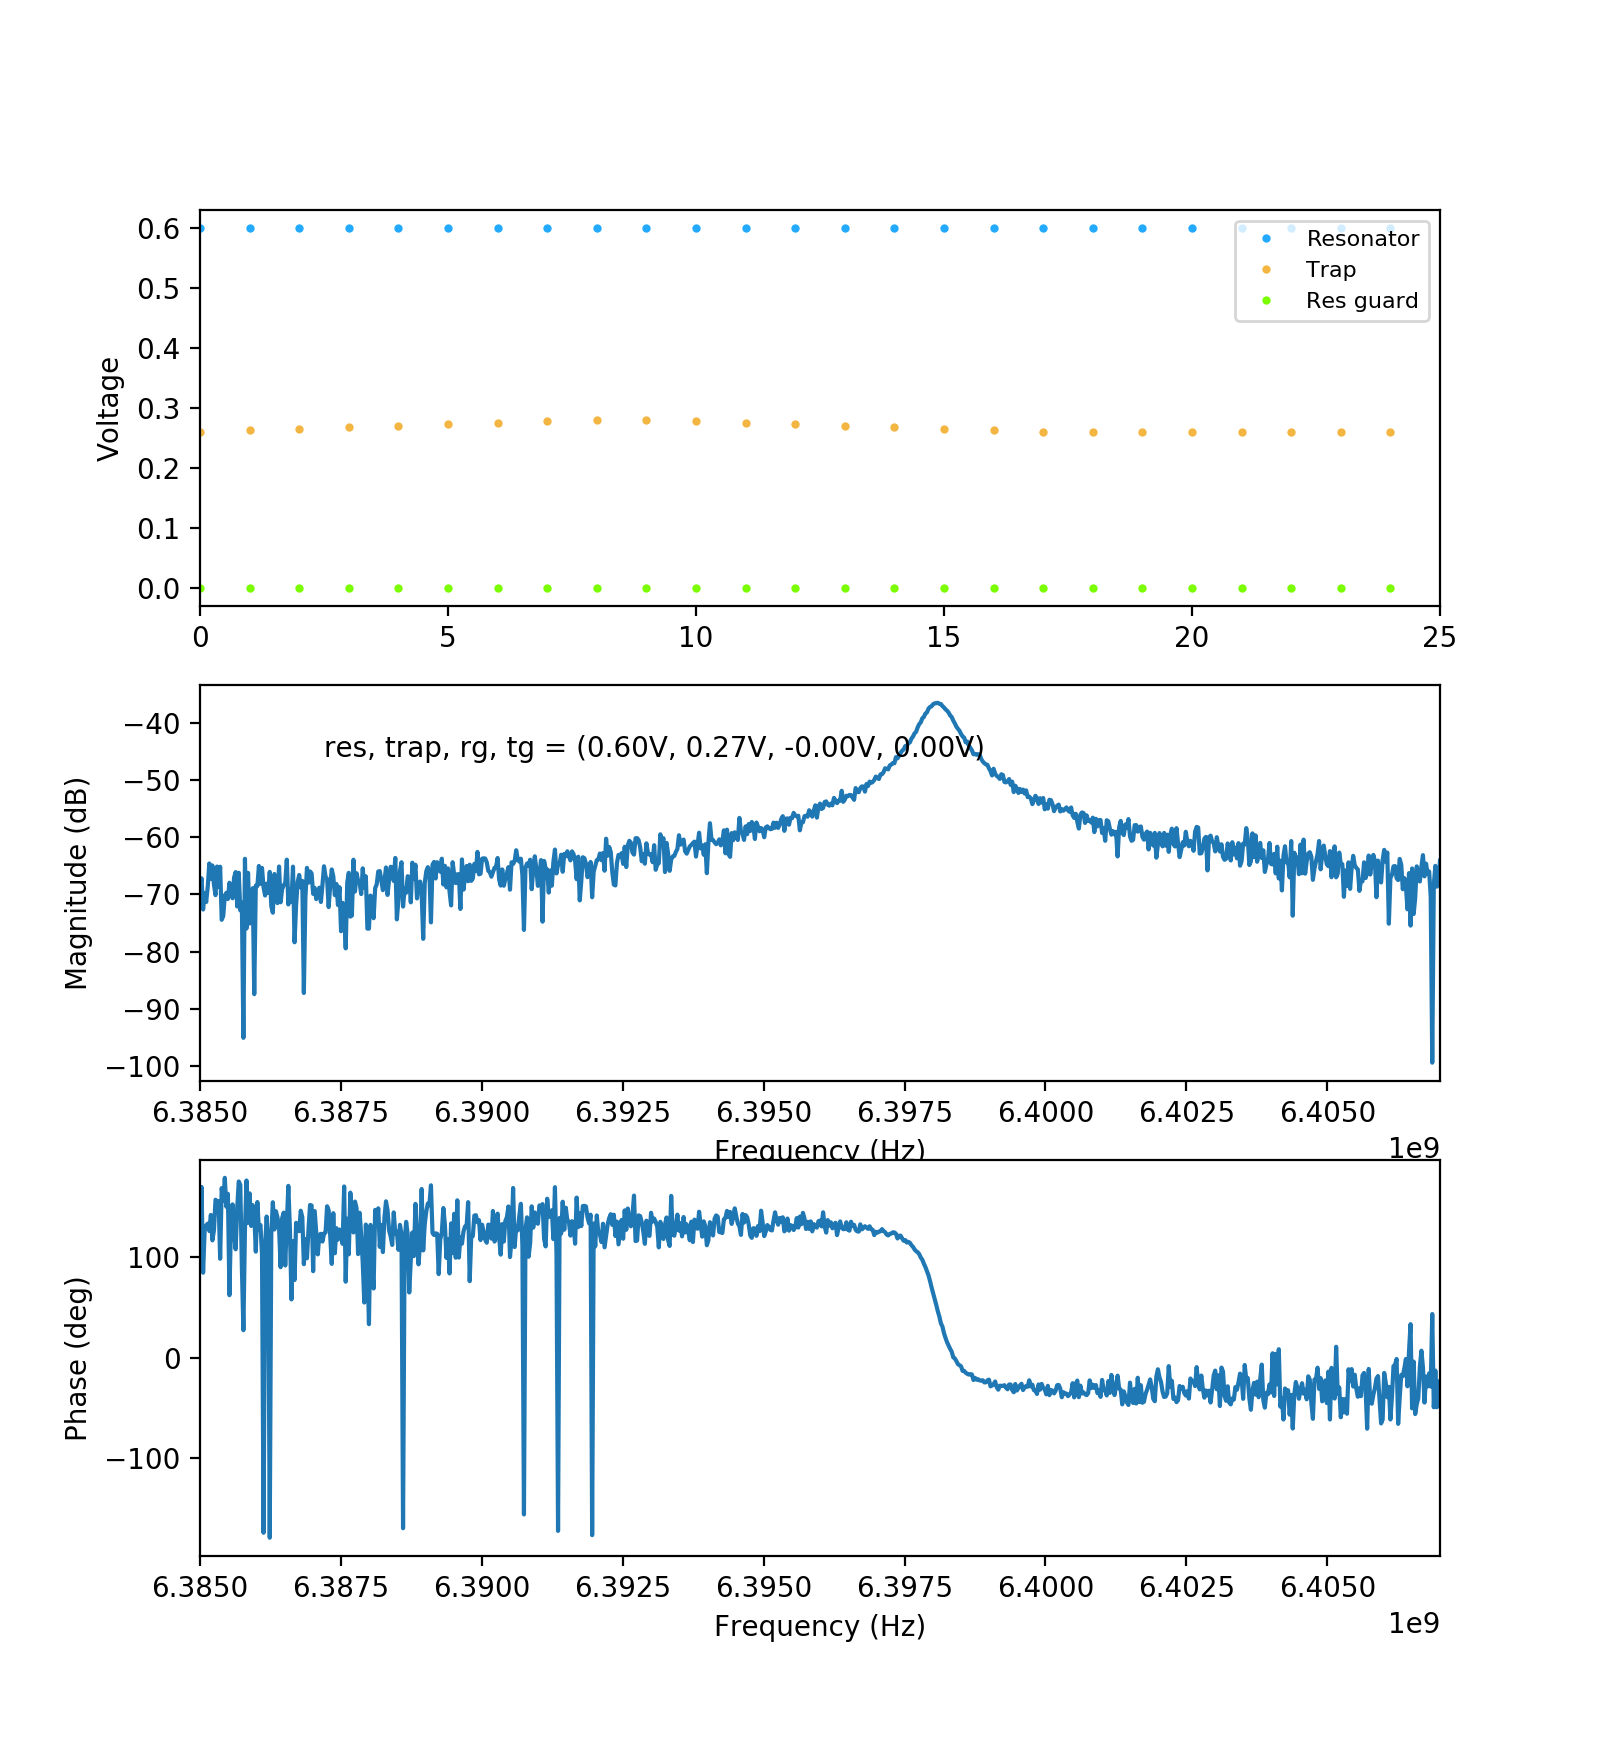 0.6
0.5
0.4
0.3
0.2
0.1
0.0
Voltage
Resonator
Trap
Res guard
0 5 10 15 20 25
−40
−50
−60
−70
−80
−90
−100
Magnitude (dB)
res, trap, rg, tg = (0.60V, 0.27V, -0.00V, 0.00V)
6.3850 6.3875 6.3900 6.3925 6.3950 6.3975 6.4000 6.4025 6.4050
Frequency (Hz)
1e9
100
0
−100
Phase (deg)
6.3850 6.3875 6.3900 6.3925 6.3950 6.3975 6.4000 6.4025 6.4050
Frequency (Hz)
1e9